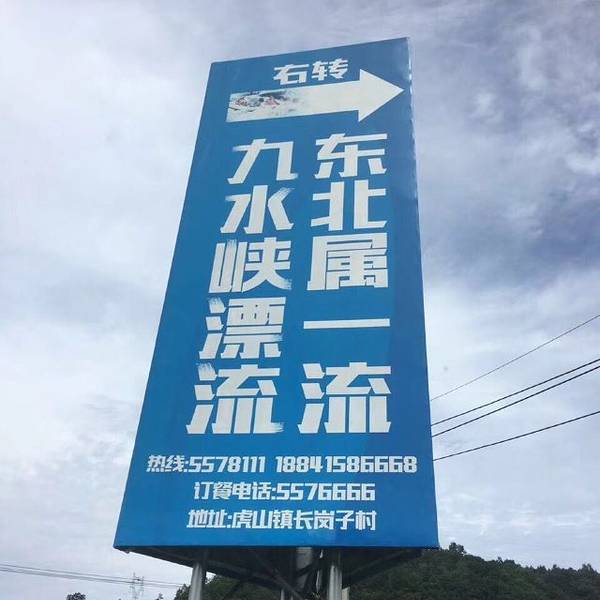 右转
东北属一流
九水峡漂流
热线:5578111 18841586668
订餐电话:5576666
地址:虎山镇长岗子村